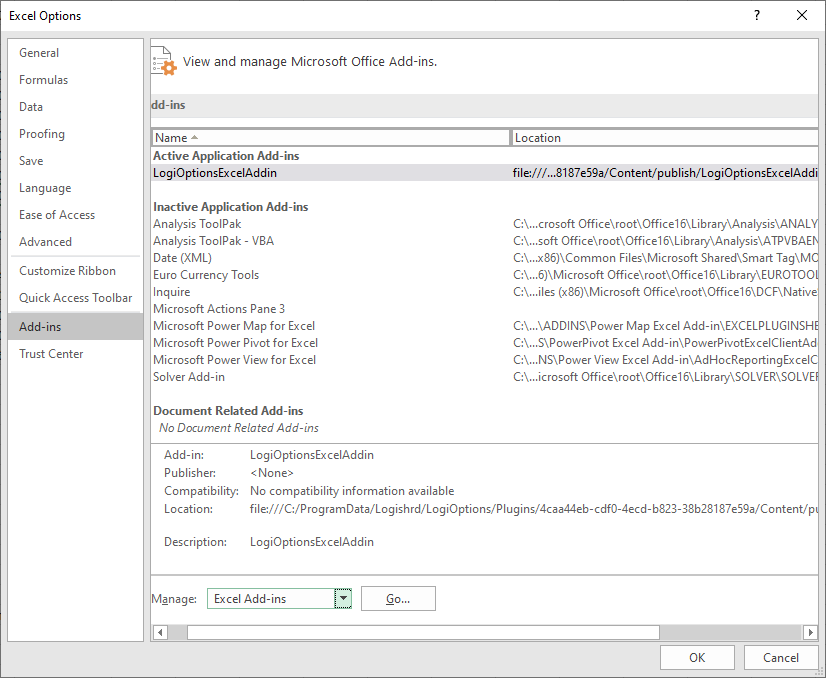 Excel Options
?
General
Formulas
Data
Proofing
Save
Language
Ease of Access
Advanced
Customize Ribbon
Quick Access Toolbar
Add-ins
Trust Center
View and manage Microsoft Office Add-ins.
dd-ins
Name Location
Active Application Add-ins
LogiOptionsExcelAddin file:///...8187e59a/Content/publish/LogiOptionsExcelAddi
Inactive Application Add-ins
Analysis ToolPak C:\...crosoft Office\root\Office16\Library\Analysis\ANALY
Analysis ToolPak - VBA C:\...soft Office\root\Office16\Library\Analysis\ATPVBAEN
Date (XML) C:\...x86)\Common Files\Microsoft Shared\Smart Tag\MO
Euro Currency Tools C:\...6)\Microsoft Office\root\Office16\Library\EUROTOOL
Inquire C:\...iles (x86)\Microsoft Office\root\Office16\DCF\Native
Microsoft Actions Pane 3
Microsoft Power Map for Excel C:\...\ADDINS\Power Map Excel Add-in\EXCELPLUGINSHE
Microsoft Power Pivot for Excel C:\...S\PowerPivot Excel Add-in\PowerPivotExcelClientAd
Microsoft Power View for Excel C:\...NS\Power View Excel Add-in\AdHocReportingExcelC
Solver Add-in C:\...icrosoft Office\root\Office16\Library\SOLVER\SOLVER
Document Related Add-ins
No Document Related Add-ins
Add-in: LogiOptionsExcelAddin
Publisher: <None>
Compatibility: No compatibility information available
Location: file:///C:/ProgramData/Logishrd/LogiOptions/Plugins/4caa44eb-cdf0-4ecd-b823-38b28187e59a/Content/pu
Description: LogiOptionsExcelAddin
Manage: Excel Add-ins Go...
OK Cancel